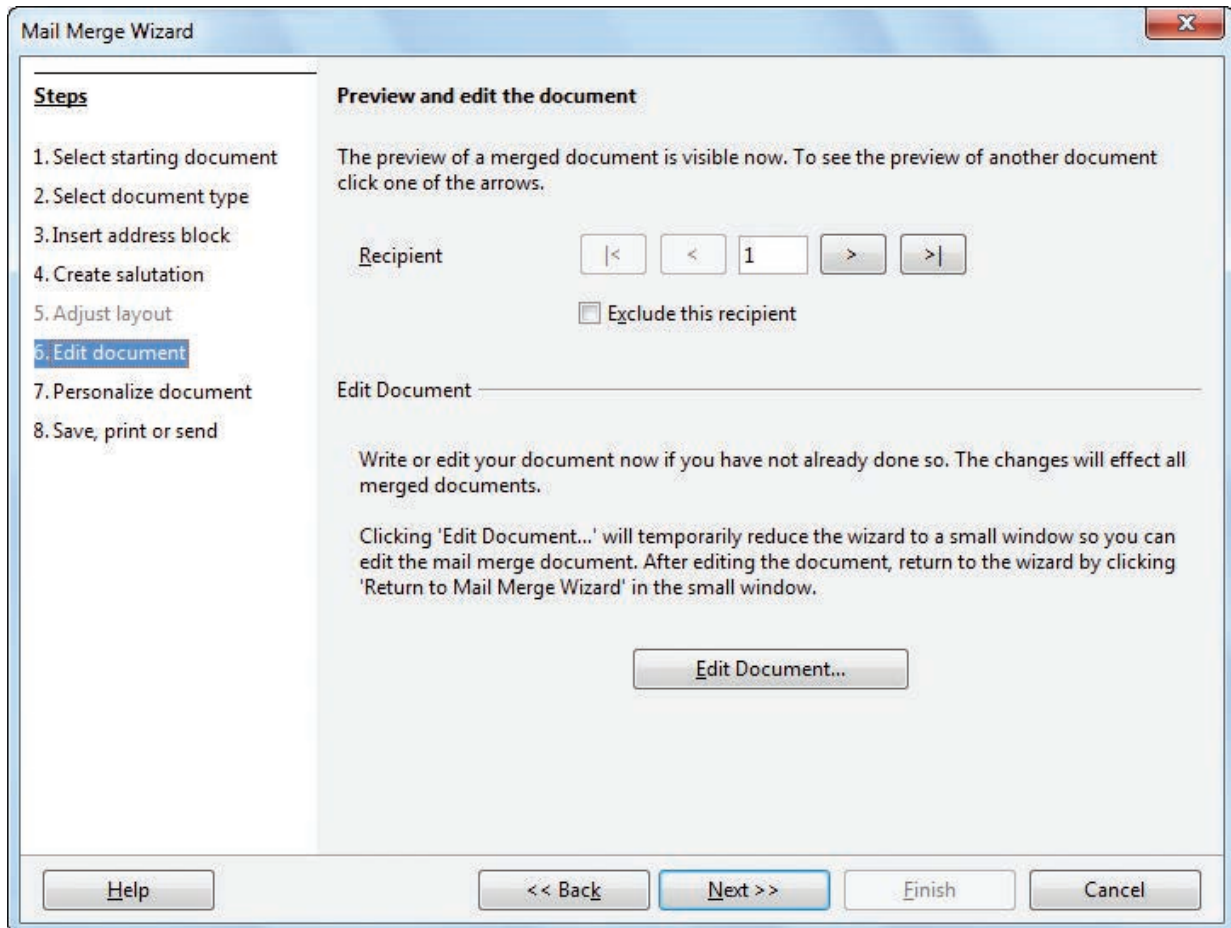 Mail Merge Wizard
Steps
1. Select starting document
2. Select document type
3. Insert address block
4. Create salutation
5. Adjust layout
6. Edit document
7. Personalize document
8. Save, print or send
Preview and edit the document
The preview of a merged document is visible now. To see the preview of another document
click one of the arrows.
Recipient |< < 1 > >|
Exclude this recipient
Edit Document
Write or edit your document now if you have not already done so. The changes will effect all
merged documents.
Clicking 'Edit Document...' will temporarily reduce the wizard to a small window so you can
edit the mail merge document. After editing the document, return to the wizard by clicking
'Return to Mail Merge Wizard' in the small window.
Edit Document...
Help << Back Next >> Finish Cancel